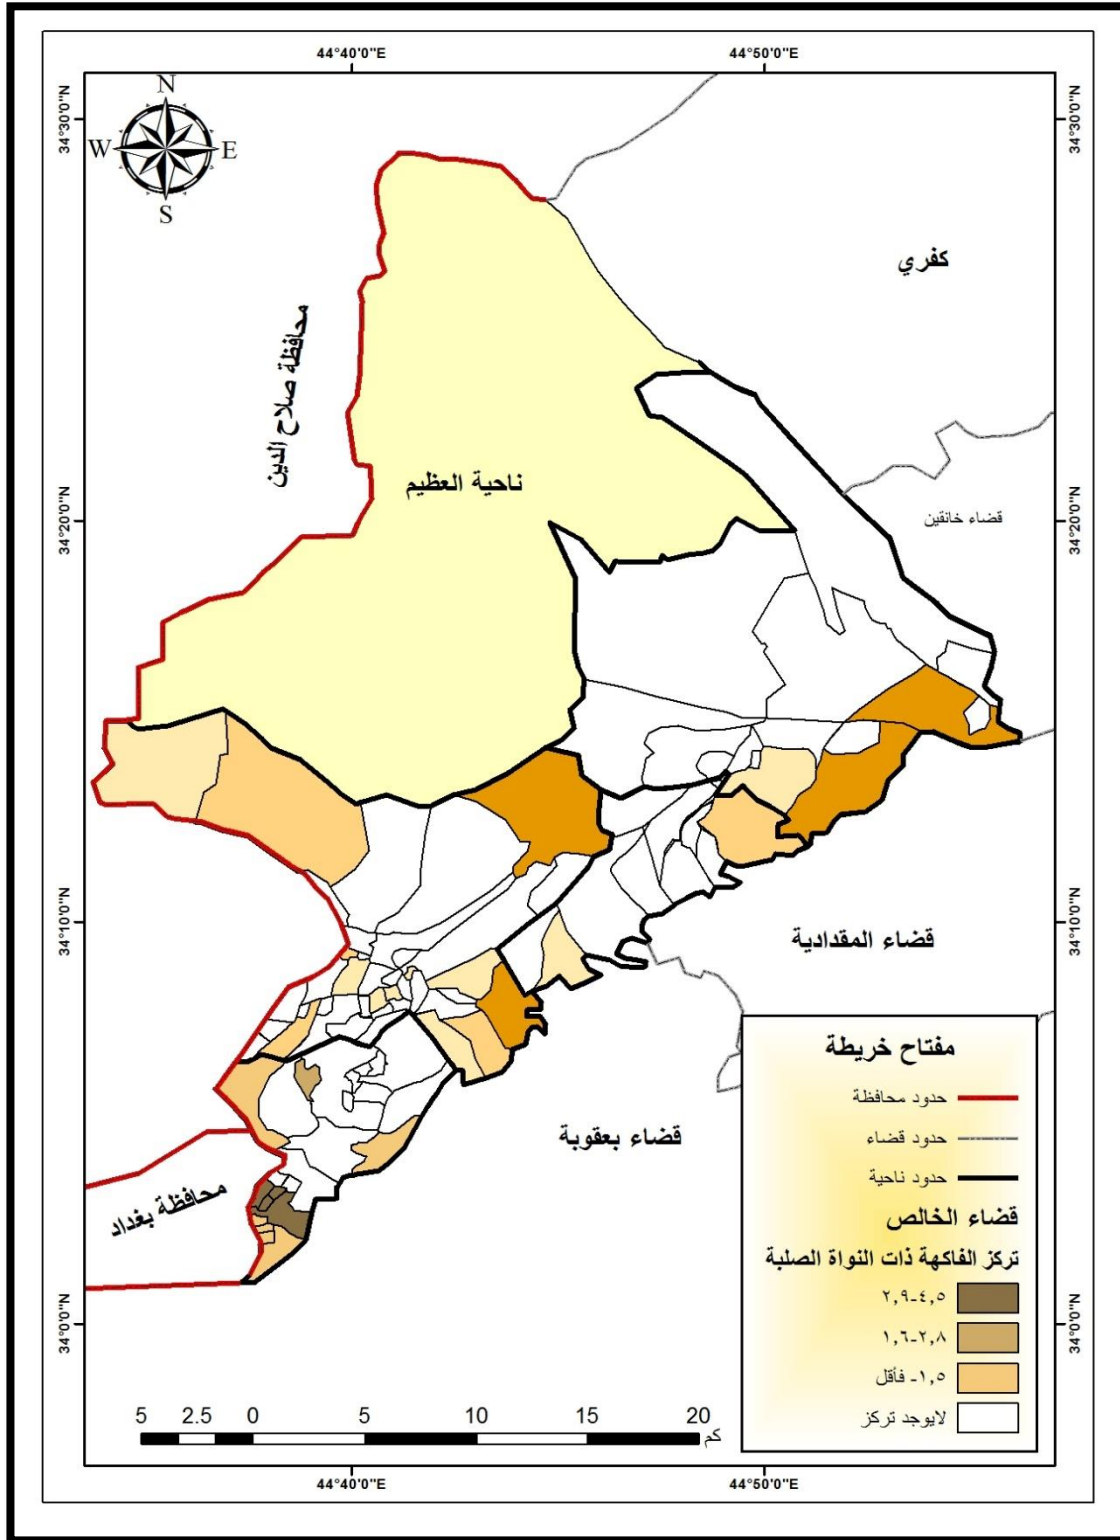 44°40'0"E 44°50'0"E
34°30'0"N 34°30'0"N
N
W E
S
كفري
محافظة صلاح الدين
ناحية العظيم
34°20'0"N 34°20'0"N
قضاء خانقين
34°10'0"N 34°10'0"N
قضاء المقدادية
قضاء بعقوبة
محافظة بغداد
34°0'0"N 34°0'0"N
مفتاح خريطة
حدود محافظة
حدود قضاء
حدود ناحية
قضاء الخالص
تركز الفاكهة ذات النواة الصلبة
٢,٩-٤,٥
١,٦-٢,٨
١,٥- فأقل
لايوجد تركز
5 2.5 0 5 10 15 20
كم
44°40'0"E 44°50'0"E